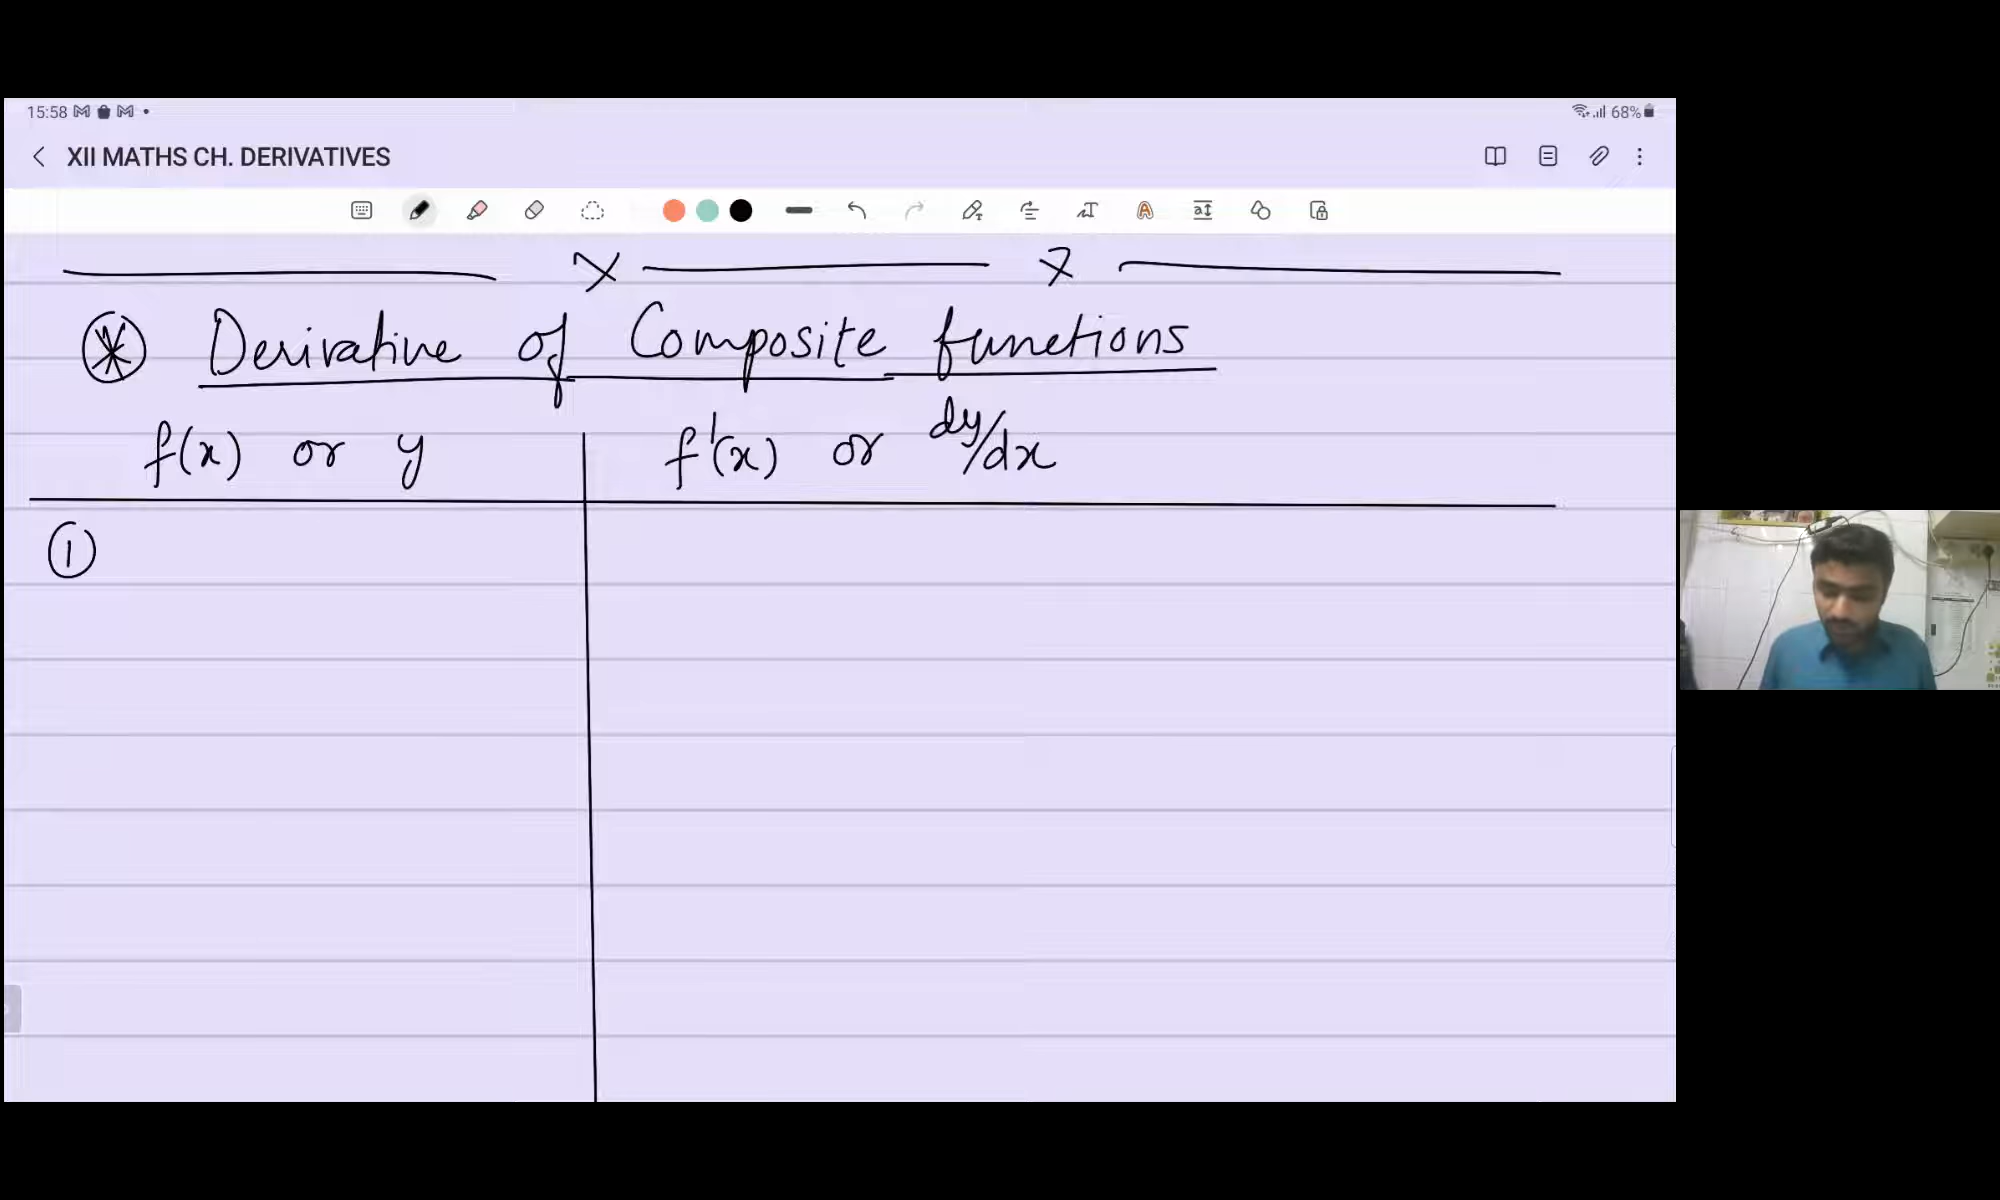 15:58
68%
XII MATHS CH. DERIVATIVES
x x
* Derivative of Composite functions
f(x) or y f'(x) or dy/dx
①